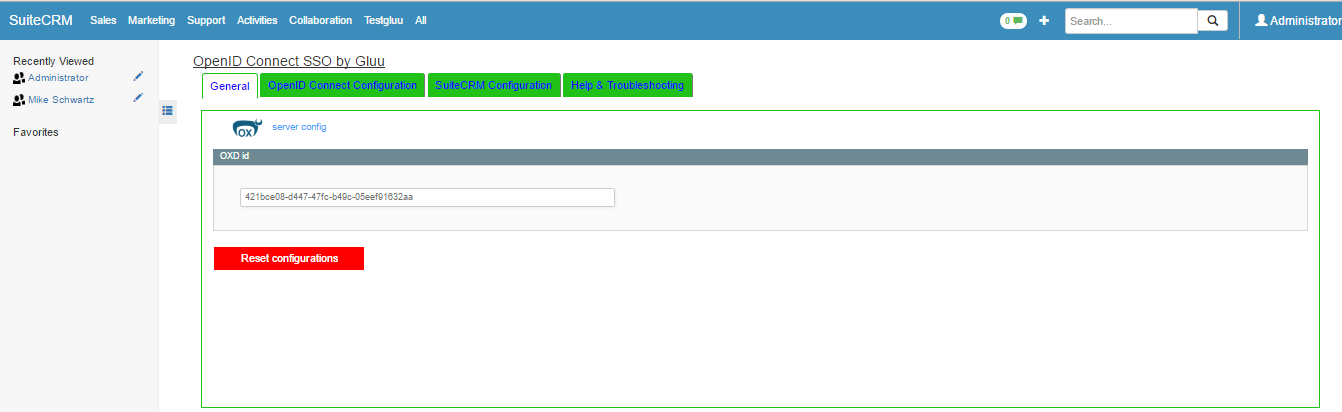 SuiteCRM Sales Marketing Support Activities Collaboration Testgluu All 0 Search... Administrator
Recently Viewed
Administrator
Mike Schwartz
Favorites
OpenID Connect SSO by Gluu
General OpenID Connect Configuration SuiteCRM Configuration Help & Troubleshooting
OX server config
OXD id
421bce08-d447-47fc-b49c-05eef91632aa
Reset configurations